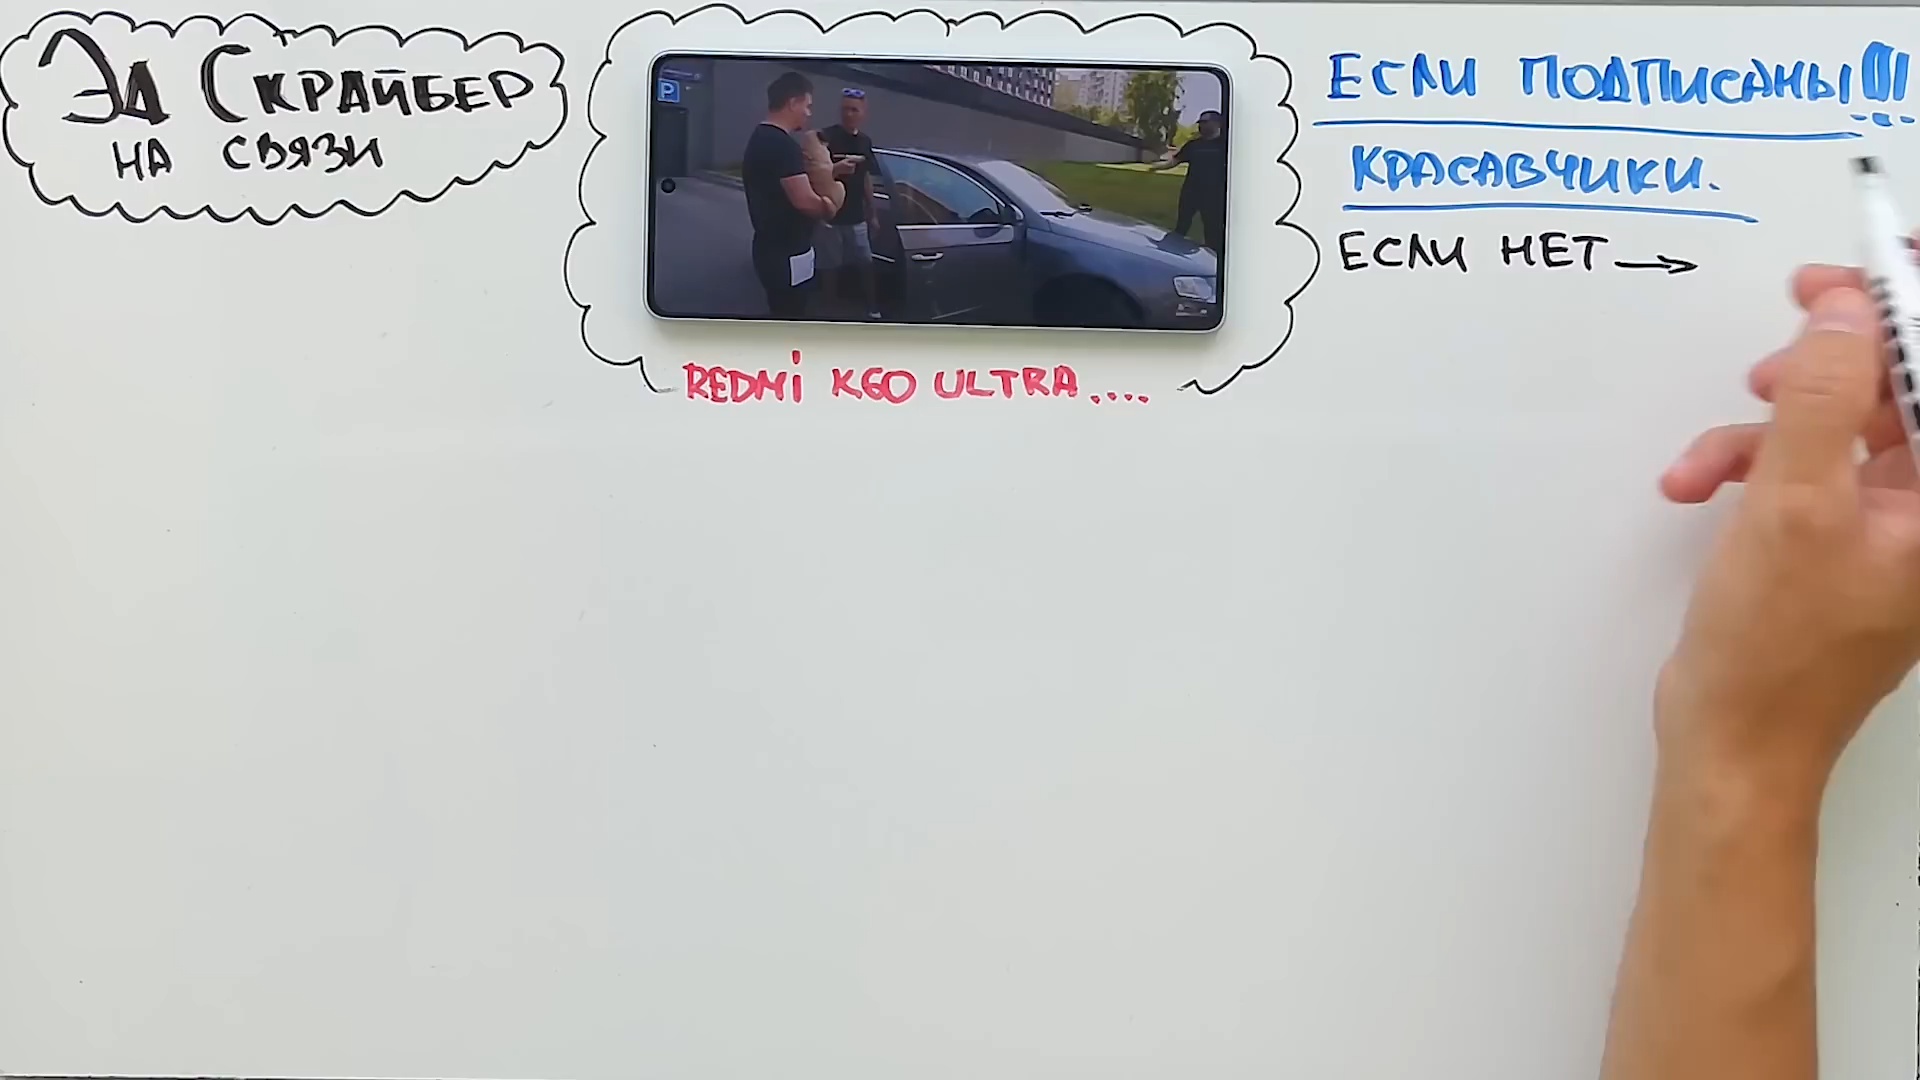 Эд Скрайбер
на связи
P
REDMI K60 ULTRA....
ЕСЛИ ПОДПИСАНЫ!!!
КРАСАВЧИКИ.
ЕСЛИ НЕТ→